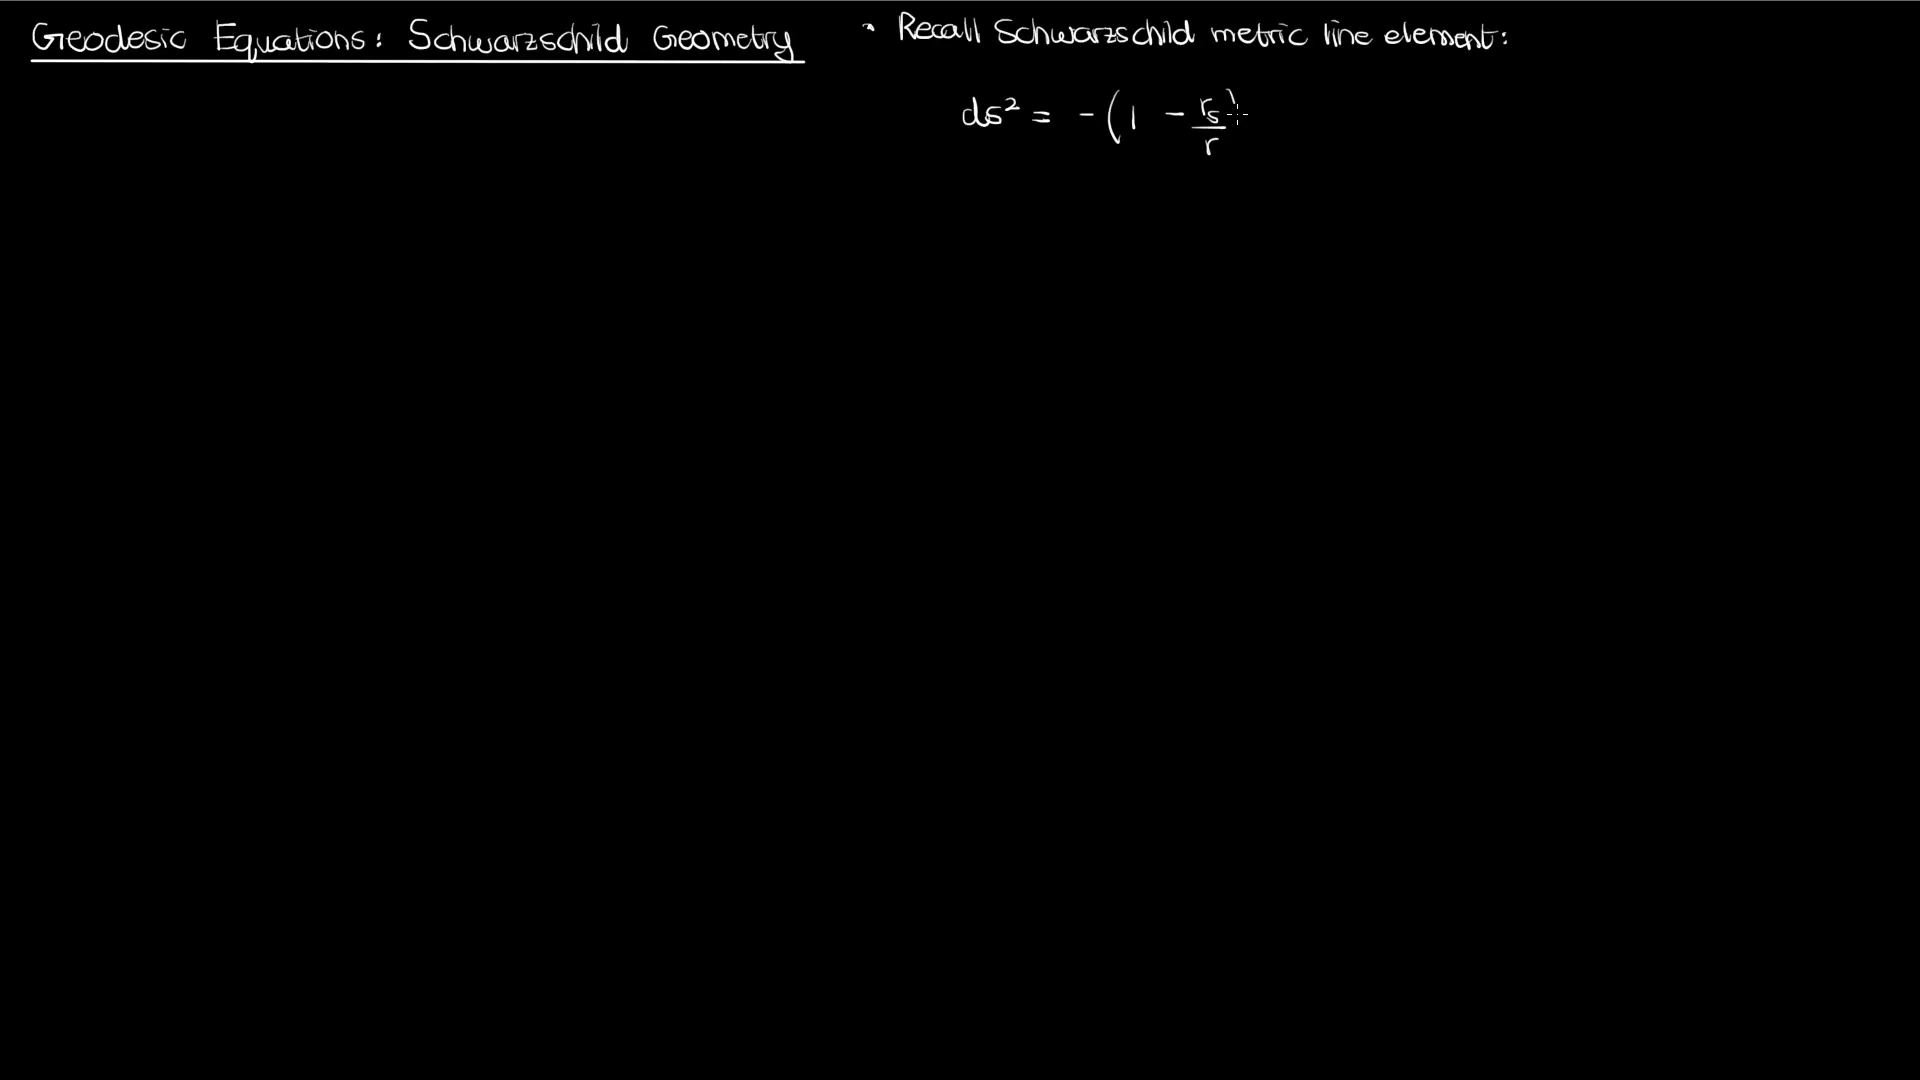 Geodesic Equations: Schwarzschild Geometry
• Recall Schwarzschild metric line element:
ds² = -(1 - rs/r)